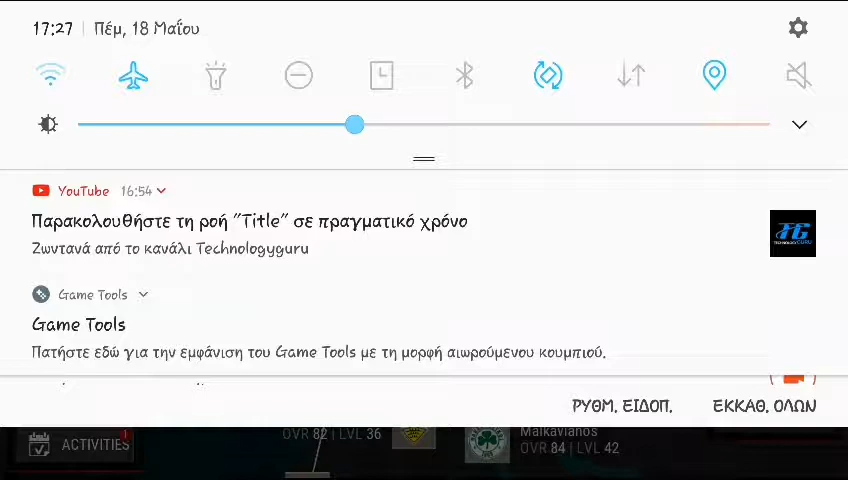 17:27 | Πέμ, 18 Μαΐου
YouTube 16:54
Παρακολουθήστε τη ροή "Title" σε πραγματικό χρόνο
Ζωντανά από το κανάλι Technologyguru
TG
TECHNOLOGYGURU
Game Tools
Game Tools
Πατήστε εδώ για την εμφάνιση του Game Tools με τη μορφή αιωρούμενου κουμπιού.
ΡΥΘΜ. ΕΙΔΟΠ. ΕΚΚΑΘ. ΟΛΩΝ
ACTIVITIES
OVR 82 | LVL 36
Malkavianos
OVR 84 | LVL 42